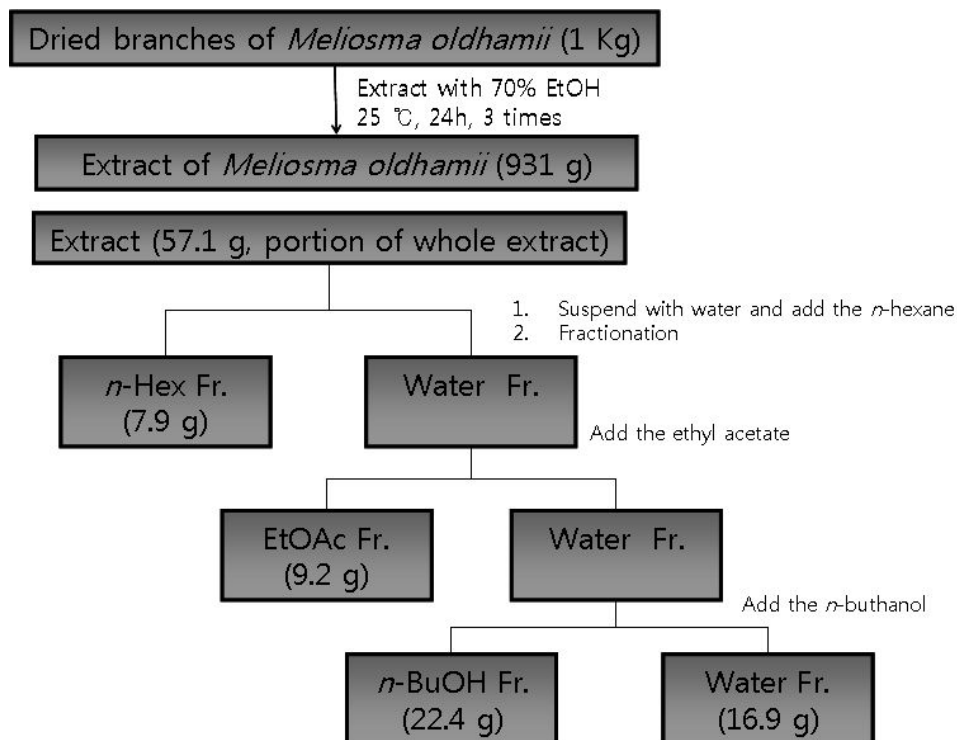 Dried branches of Meliosma oldhamii (1 Kg)
Extract with 70% EtOH
25 ℃, 24h, 3 times
Extract of Meliosma oldhamii (931 g)
Extract (57.1 g, portion of whole extract)
1. Suspend with water and add the n-hexane
2. Fractionation
n-Hex Fr.
(7.9 g)
Water Fr.
Add the ethyl acetate
EtOAc Fr.
(9.2 g)
Water Fr.
Add the n-buthanol
n-BuOH Fr.
(22.4 g)
Water Fr.
(16.9 g)